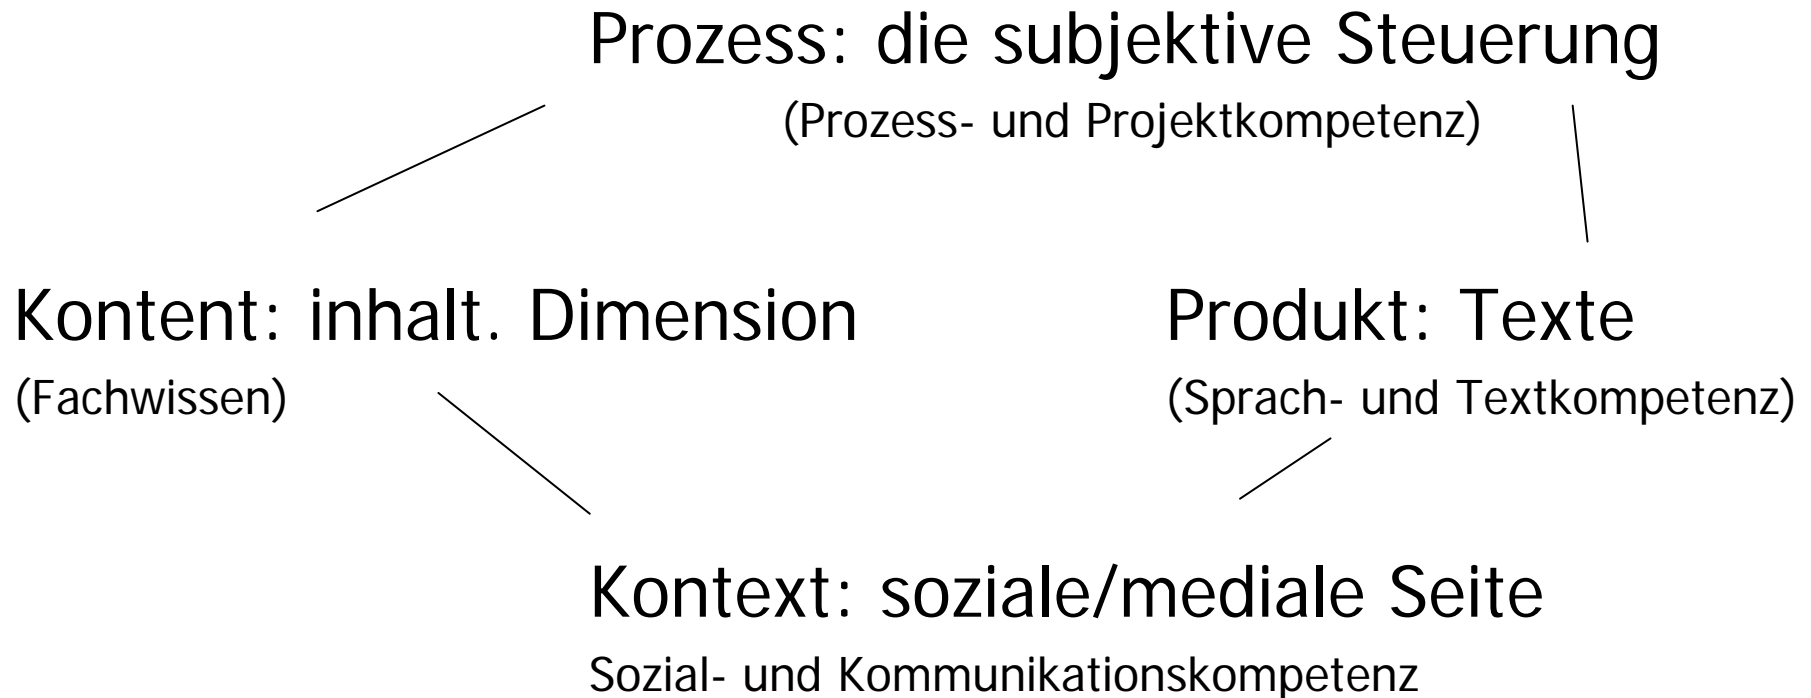 Prozess: die subjektive Steuerung
(Prozess- und Projektkompetenz)
Kontent: inhalt. Dimension
(Fachwissen)
Produkt: Texte
(Sprach- und Textkompetenz)
Kontext: soziale/mediale Seite
Sozial- und Kommunikationskompetenz